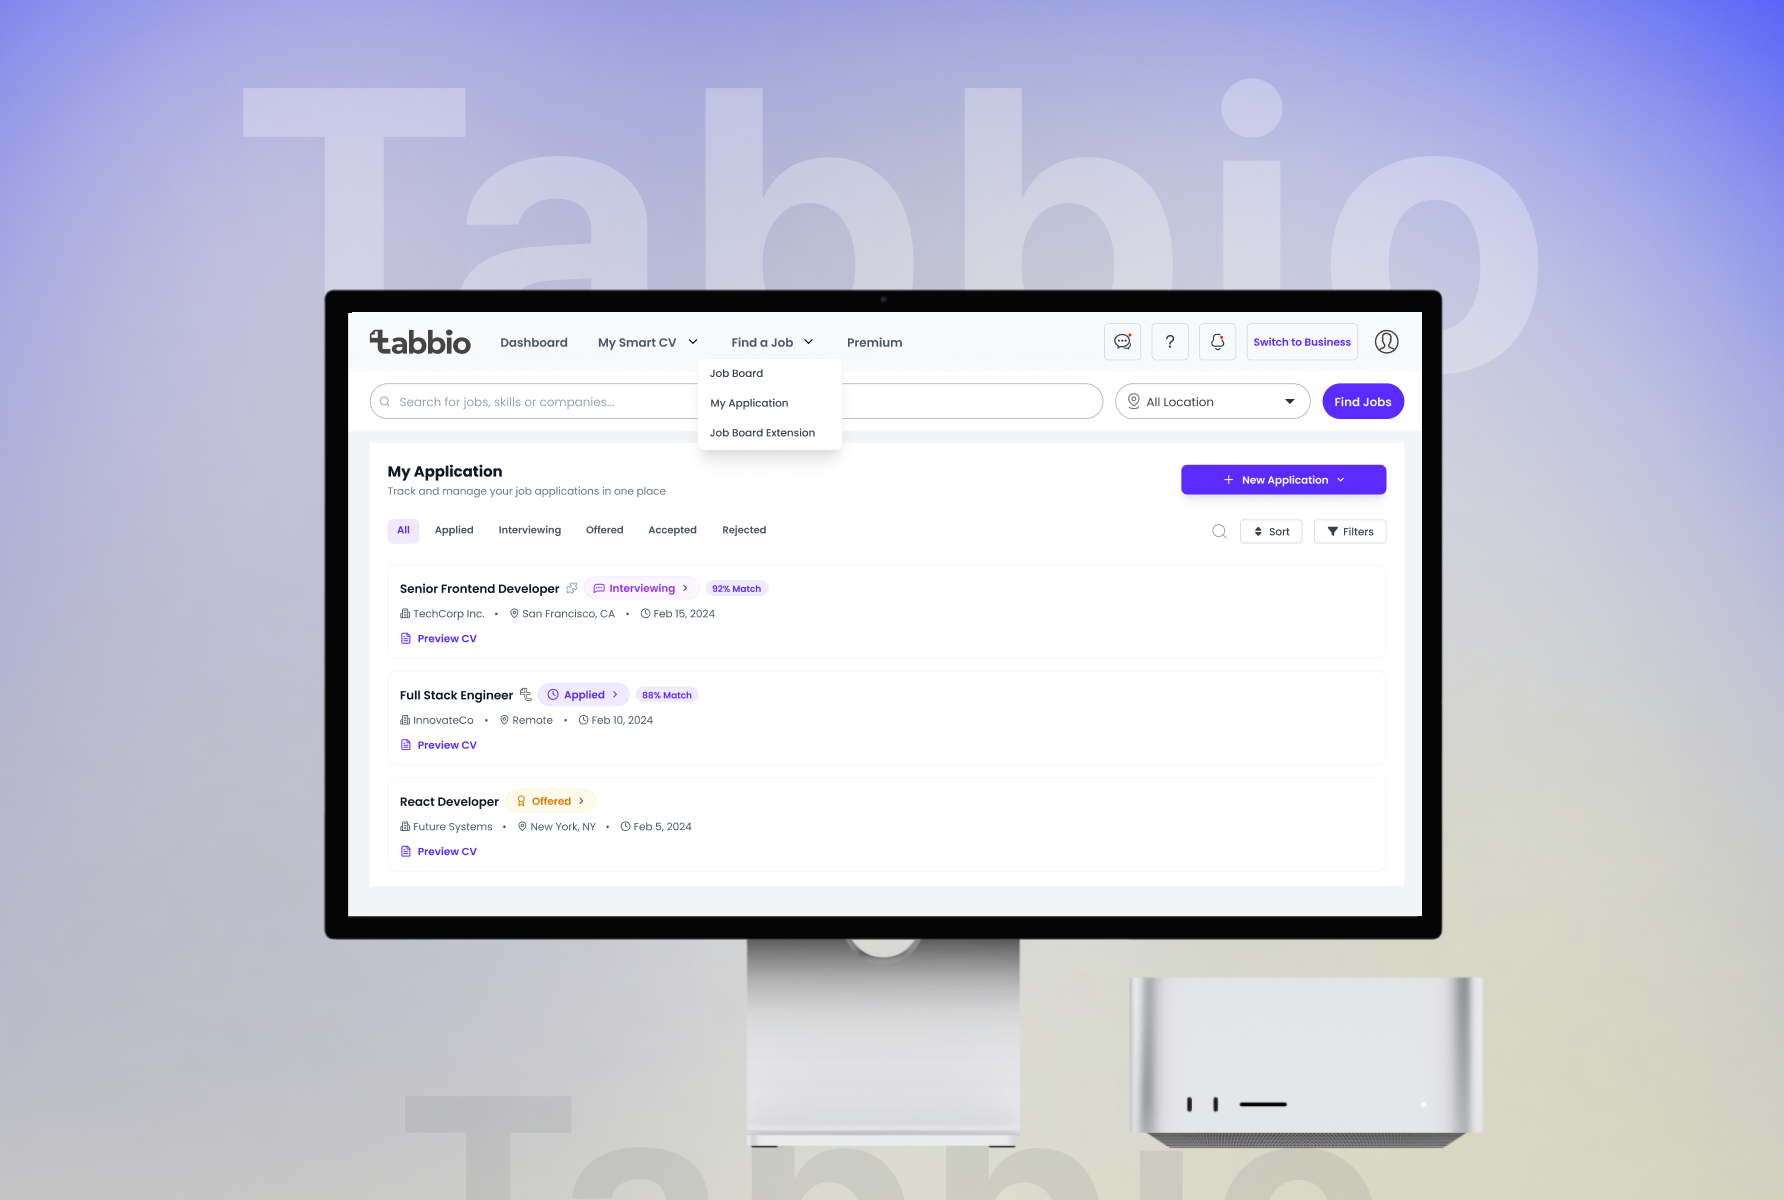 Tabbio
tabbio Dashboard My Smart CV Find a Job Premium ? Switch to Business
Job Board
My Application
Job Board Extension
Search for jobs, skills or companies... All Location Find Jobs
My Application
Track and manage your job applications in one place
+ New Application
All Applied Interviewing Offered Accepted Rejected Sort Filters
Senior Frontend Developer Interviewing > 92% Match
TechCorp Inc. • San Francisco, CA • Feb 15, 2024
Preview CV
Full Stack Engineer Applied > 88% Match
InnovateCo • Remote • Feb 10, 2024
Preview CV
React Developer Offered >
Future Systems • New York, NY • Feb 5, 2024
Preview CV
Tabbio